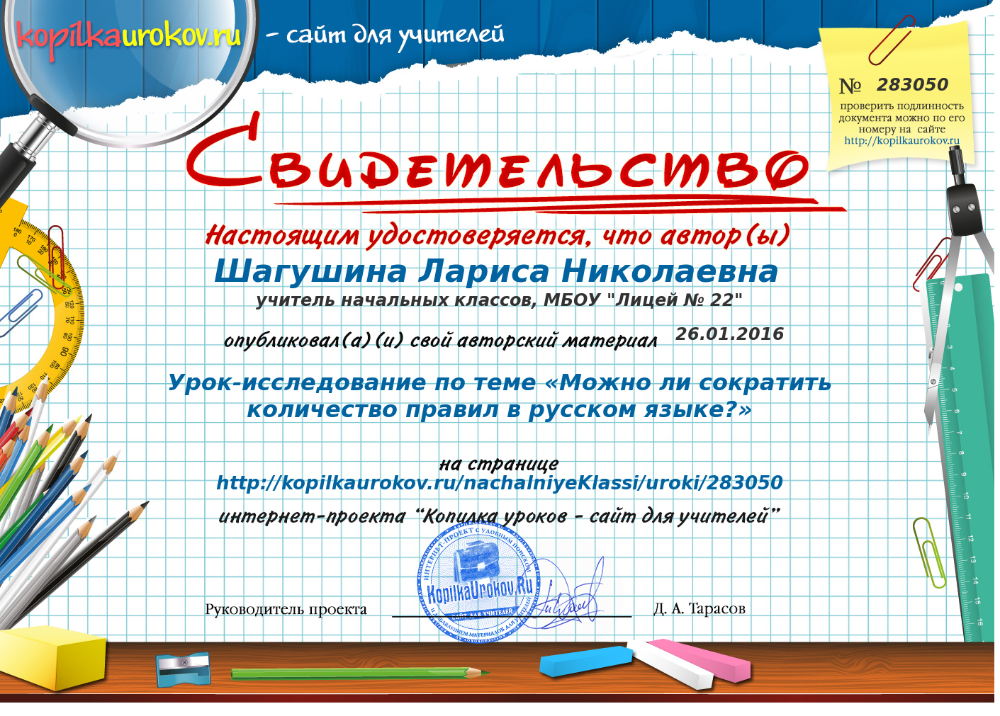 kopilkaurokov.ru - сайт для учителей
№ 283050
проверить подлинность
документа можно по его
номеру на сайте
http://kopilkaurokov.ru
Свидетельство
Настоящим удостоверяется, что автор(ы)
Шагушина Лариса Николаевна
учитель начальных классов, МБОУ "Лицей № 22"
опубликовал(а)(и) свой авторский материал 26.01.2016
Урок-исследование по теме «Можно ли сократить
количество правил в русском языке?»
на странице
http://kopilkaurokov.ru/nachalniyeKlassi/uroki/283050
интернет-проекта “Копилка уроков - сайт для учителей”
ИНТЕРНЕТ-ПРОЕКТ С УДОБНЫМ ПОИСКОМ
KopilkaUrokov.Ru
САЙТ ДЛЯ УЧИТЕЛЕЙ
И ДОБАВЛЕНИЕМ МАТЕРИАЛОВ ДЛЯ УЧИТЕЛЕЙ
Руководитель проекта Д. А. Тарасов